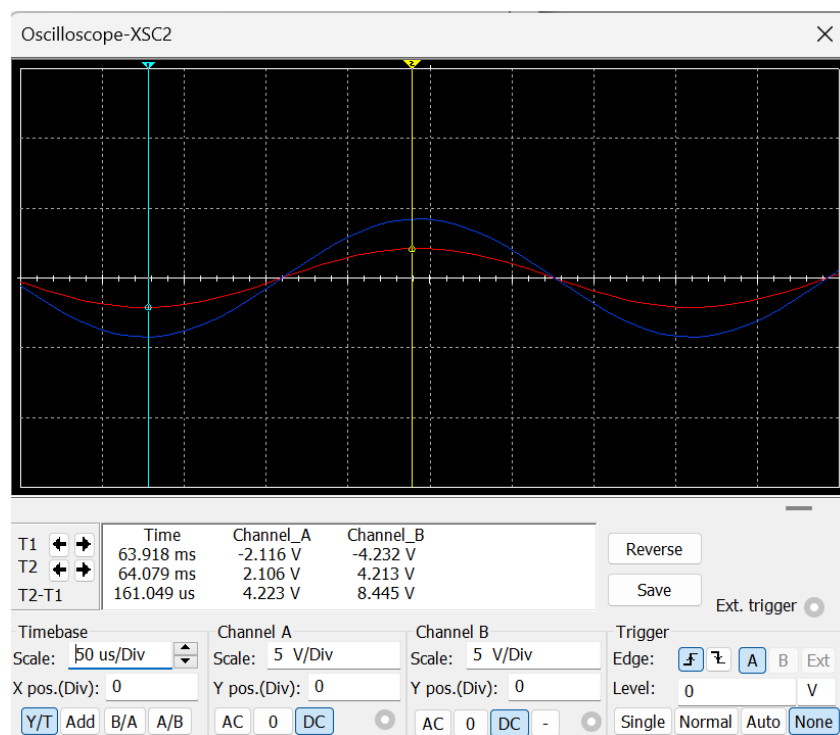 Oscilloscope-XSC2
1 2
Time Channel_A Channel_B
T1 63.918 ms -2.116 V -4.232 V
T2 64.079 ms 2.106 V 4.213 V
T2-T1 161.049 us 4.223 V 8.445 V
Reverse
Save
Ext. trigger
Timebase Channel A Channel B Trigger
Scale: 50 us/Div Scale: 5 V/Div Scale: 5 V/Div Edge: A B Ext
X pos.(Div): 0 Y pos.(Div): 0 Y pos.(Div): 0 Level: 0 V
Y/T Add B/A A/B AC 0 DC AC 0 DC - Single Normal Auto None